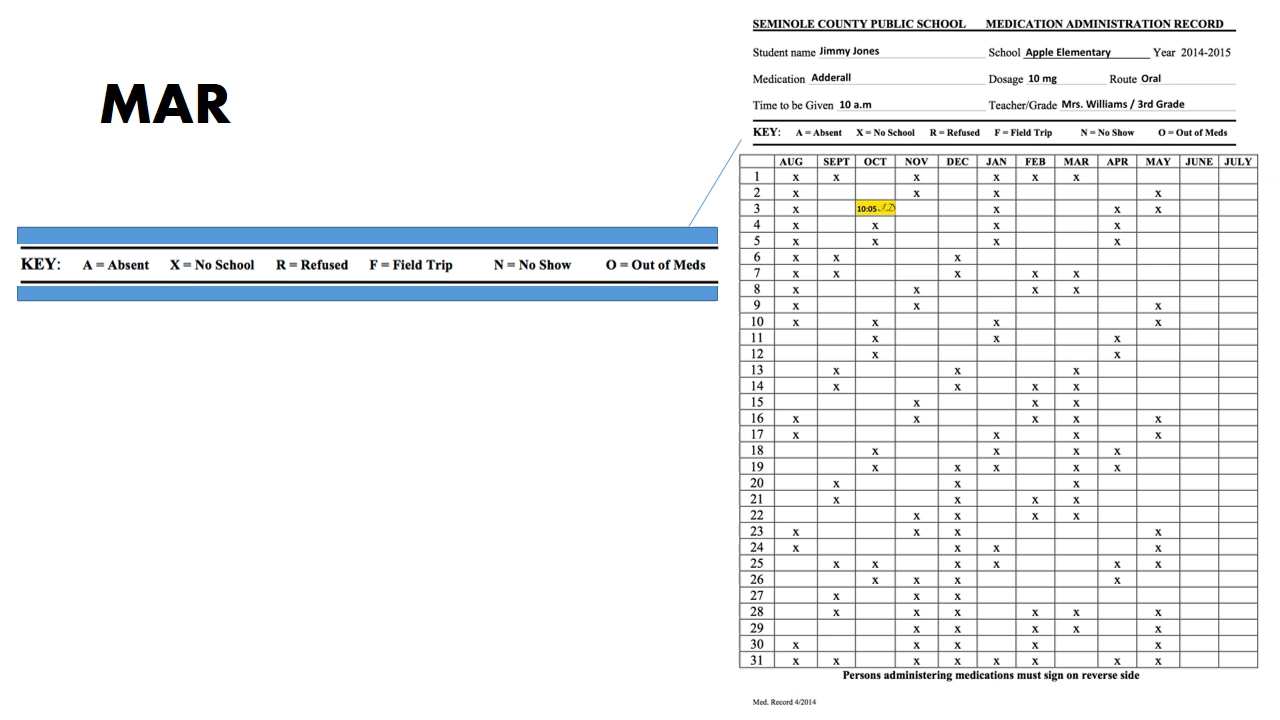 MAR
KEY: A = Absent X = No School R = Refused F = Field Trip N = No Show O = Out of Meds
SEMINOLE COUNTY PUBLIC SCHOOL MEDICATION ADMINISTRATION RECORD
Student name Jimmy Jones School Apple Elementary Year 2014-2015
Medication Adderall Dosage 10 mg Route Oral
Time to be Given 10 a.m Teacher/Grade Mrs. Williams / 3rd Grade
KEY: A = Absent X = No School R = Refused F = Field Trip N = No Show O = Out of Meds
AUG SEPT OCT NOV DEC JAN FEB MAR APR MAY JUNE JULY
1 X X X X X X
2 X X X X
3 X 10:05 JD X X X
4 X X X X
5 X X X X
6 X X X
7 X X X X X
8 X X X X
9 X X X
10 X X X X
11 X X X
12 X X
13 X X X
14 X X X X
15 X X X
16 X X X X X
17 X X X X
18 X X X X
19 X X X X X
20 X X X
21 X X X X
22 X X X X
23 X X X X
24 X X X X
25 X X X X X X
26 X X X X
27 X X X
28 X X X X X X
29 X X X X X
30 X X X X X
31 X X X X X X X X
Persons administering medications must sign on reverse side
Med. Record 4/2014